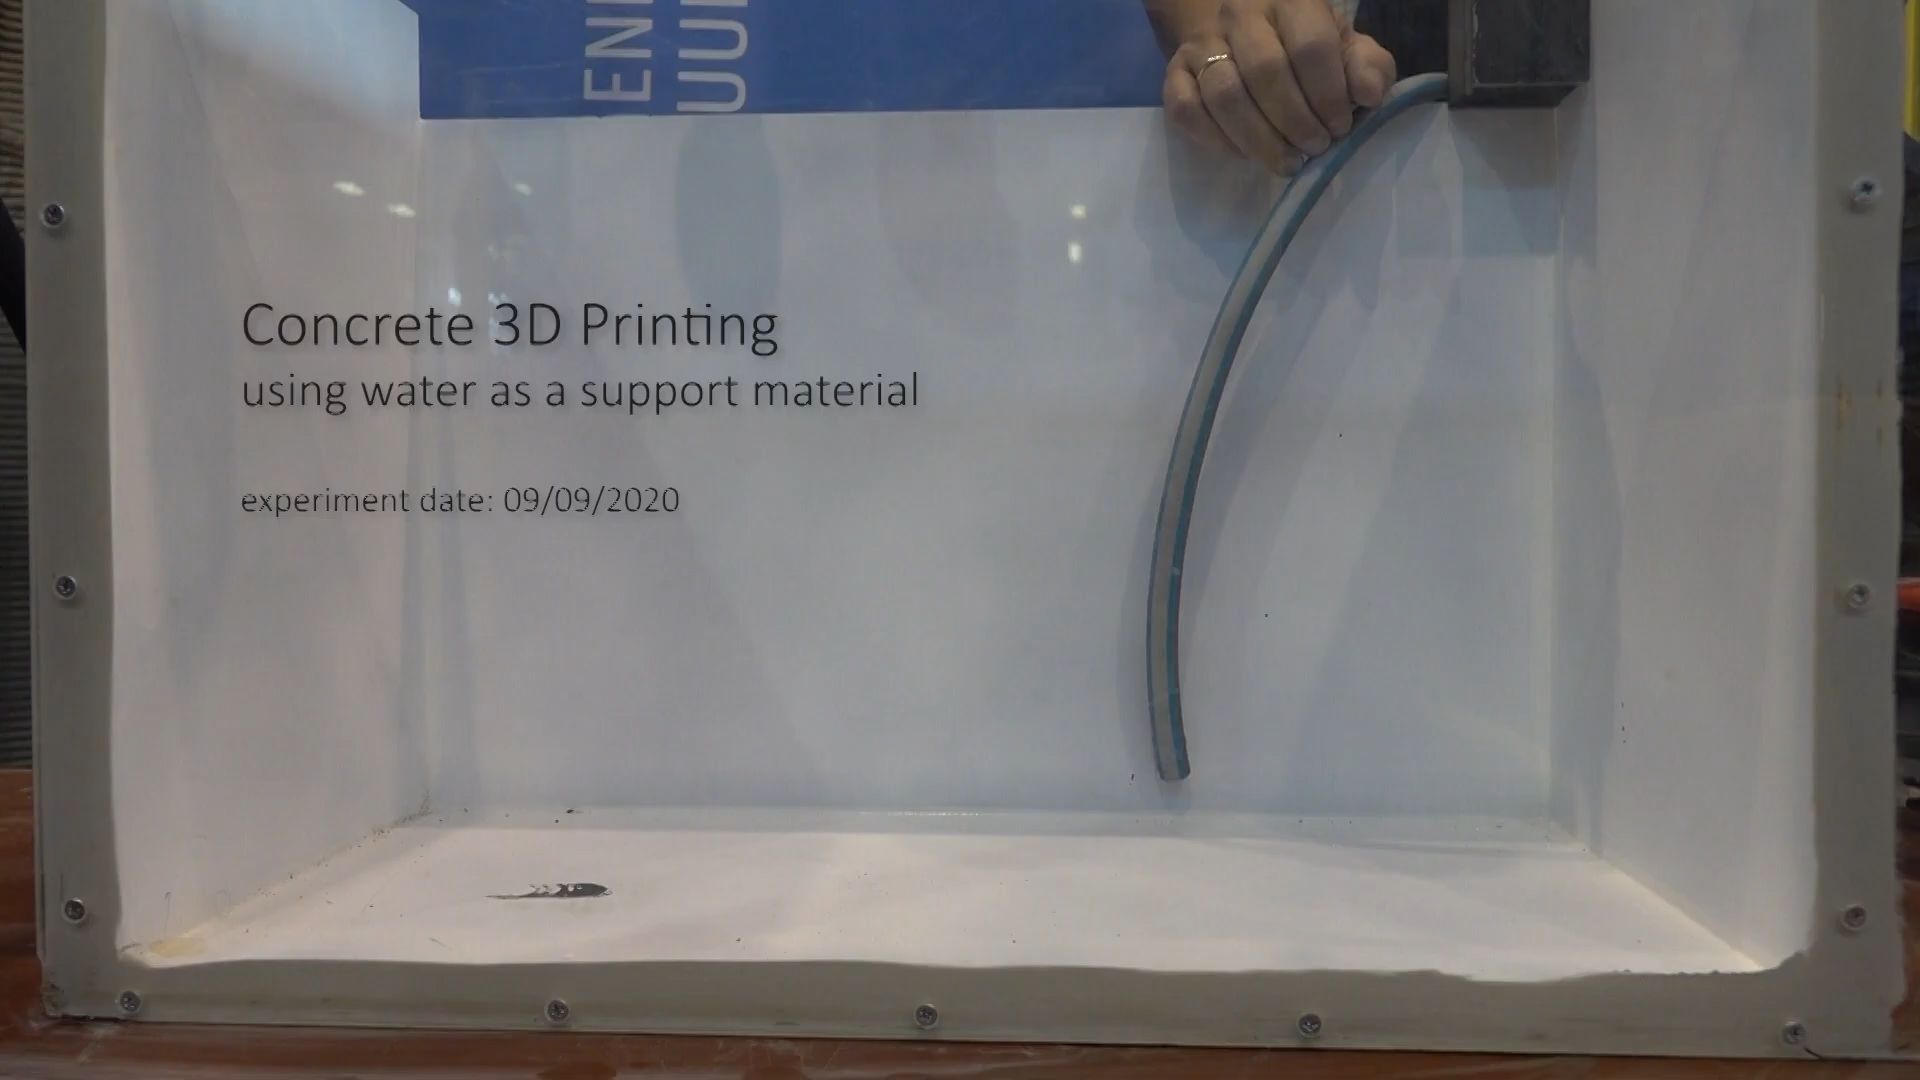 Concrete 3D Printing
using water as a support material
experiment date: 09/09/2020